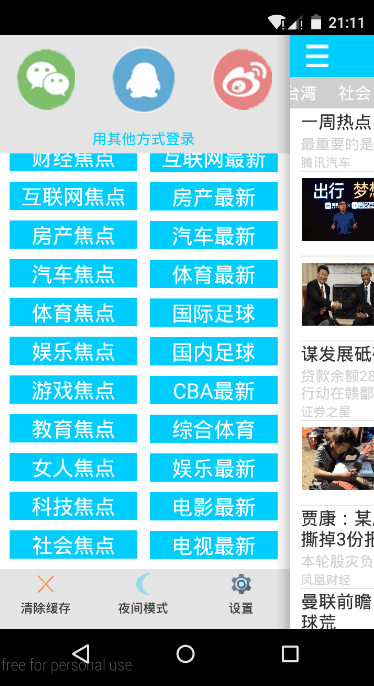 21:11
用其他方式登录
财经焦点 互联网最新
互联网焦点 房产最新
房产焦点 汽车最新
汽车焦点 体育最新
体育焦点 国际足球
娱乐焦点 国内足球
游戏焦点 CBA最新
教育焦点 综合体育
女人焦点 娱乐最新
科技焦点 电影最新
社会焦点 电视最新
清除缓存 夜间模式 设置
台湾 社会
一周热点
最重要的是
腾讯汽车
出行 梦想
谋发展砥
贷款余额28
行动在赣鄱
证券之星
贾康：某
撕掉3份报
本轮股灾负
凤凰财经
曼联前瞻
球荒
free for personal use